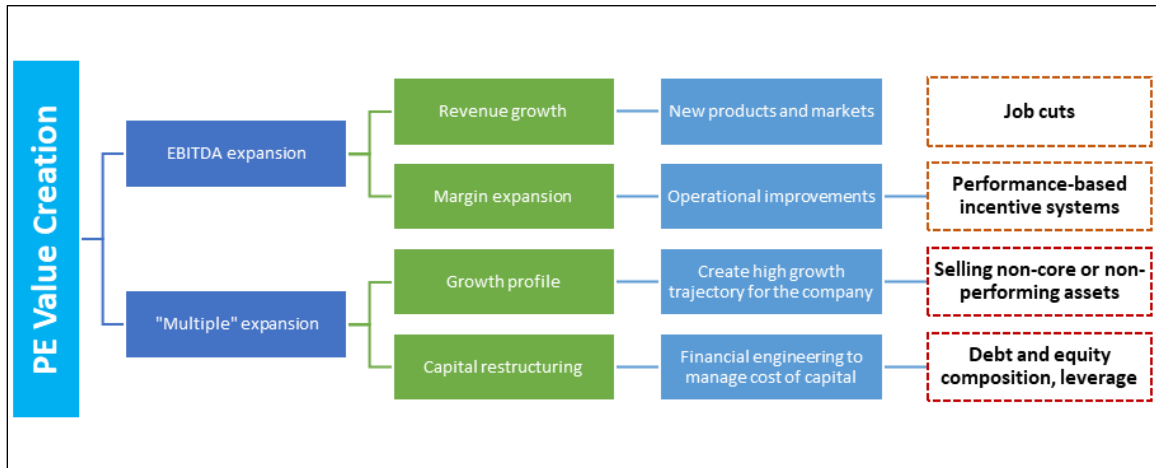 PE Value Creation
EBITDA expansion
"Multiple" expansion
Revenue growth
Margin expansion
Growth profile
Capital restructuring
New products and markets
Operational improvements
Create high growth
trajectory for the company
Financial engineering to
manage cost of capital
Job cuts
Performance-based
incentive systems
Selling non-core or non-
performing assets
Debt and equity
composition, leverage